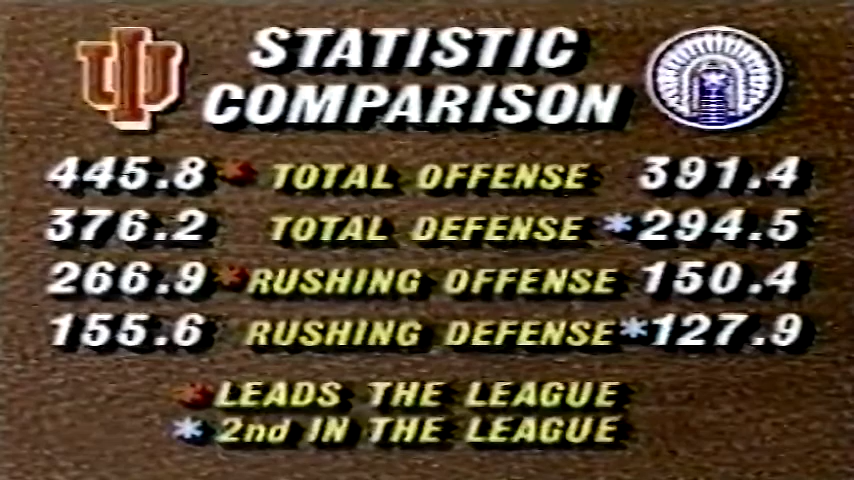 IU STATISTIC
COMPARISON
445.8 * TOTAL OFFENSE 391.4
376.2 TOTAL DEFENSE *294.5
266.9 *RUSHING OFFENSE 150.4
155.6 RUSHING DEFENSE *127.9
*LEADS THE LEAGUE
* 2nd IN THE LEAGUE